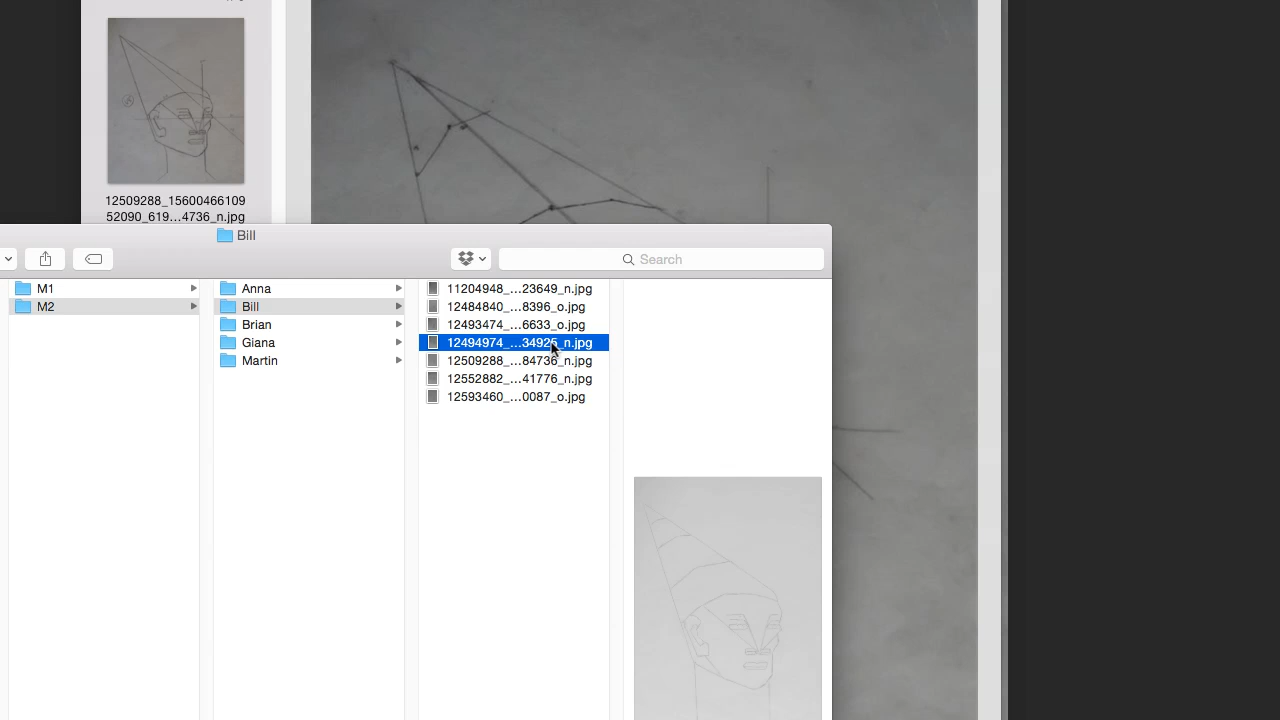 12509288_15600466109
52090_619...4736_n.jpg
Bill
Search
M1
M2
Anna
Bill
Brian
Giana
Martin
11204948_...23649_n.jpg
12484840_...8396_o.jpg
12493474_...6633_o.jpg
12494974_...34925_n.jpg
12509288_...84736_n.jpg
12552882_...41776_n.jpg
12593460_...0087_o.jpg